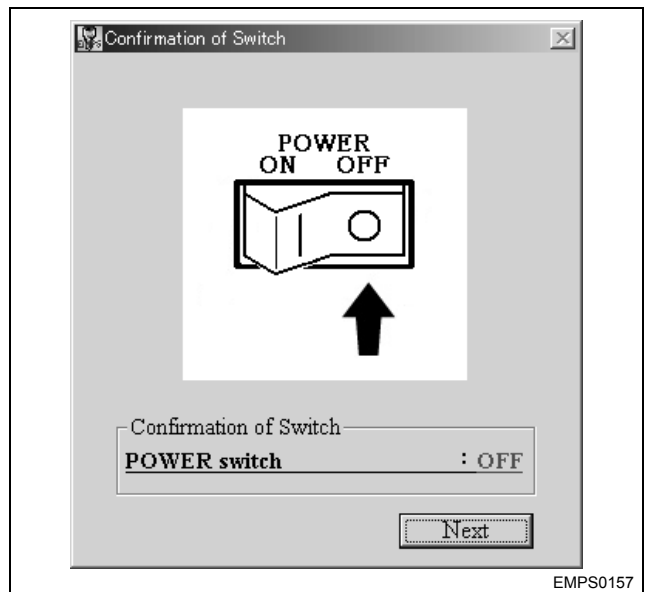 Confirmation of Switch
POWER
ON OFF
Confirmation of Switch
POWER switch : OFF
Next
EMPS0157